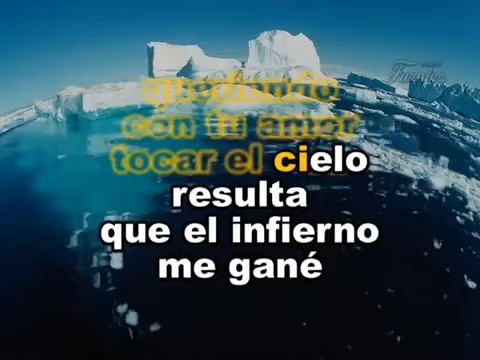 queriendo
con tu amor
tocar el cielo
resulta
que el infierno
me gané